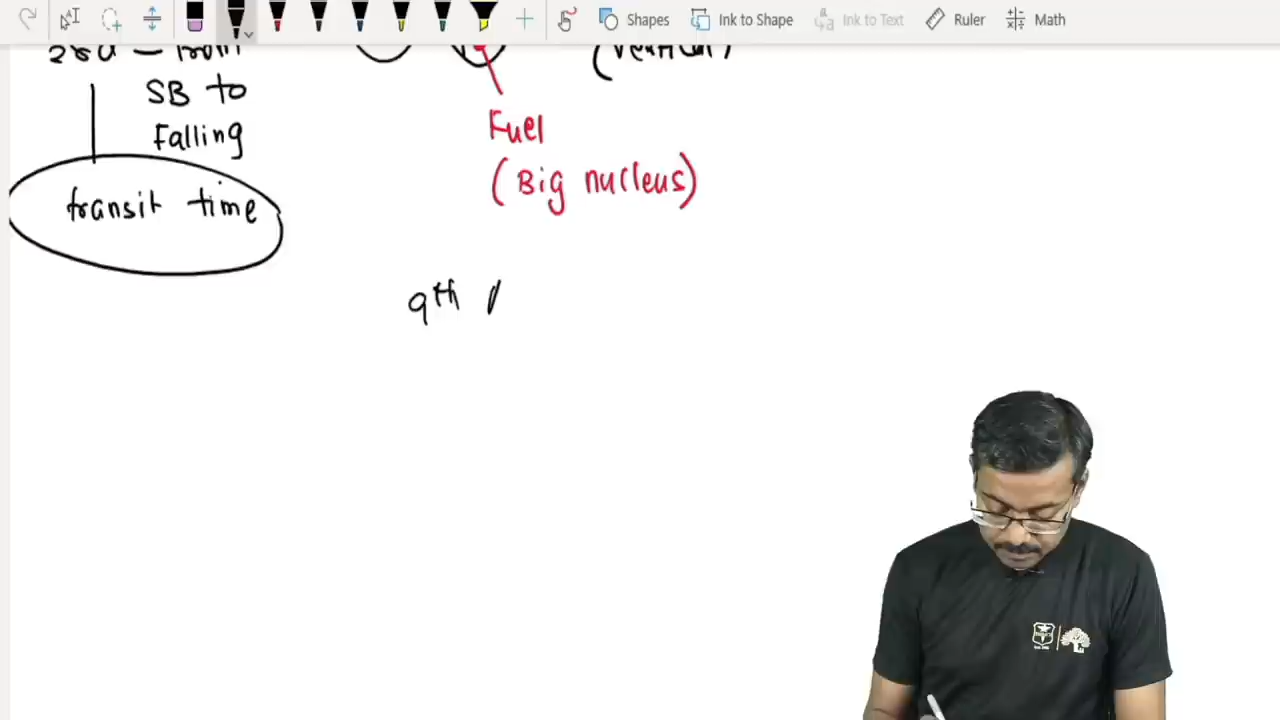 Shapes Ink to Shape Ink to Text Ruler Math
SB to
Falling
transit time
Fuel
(Big nucleus)
9th